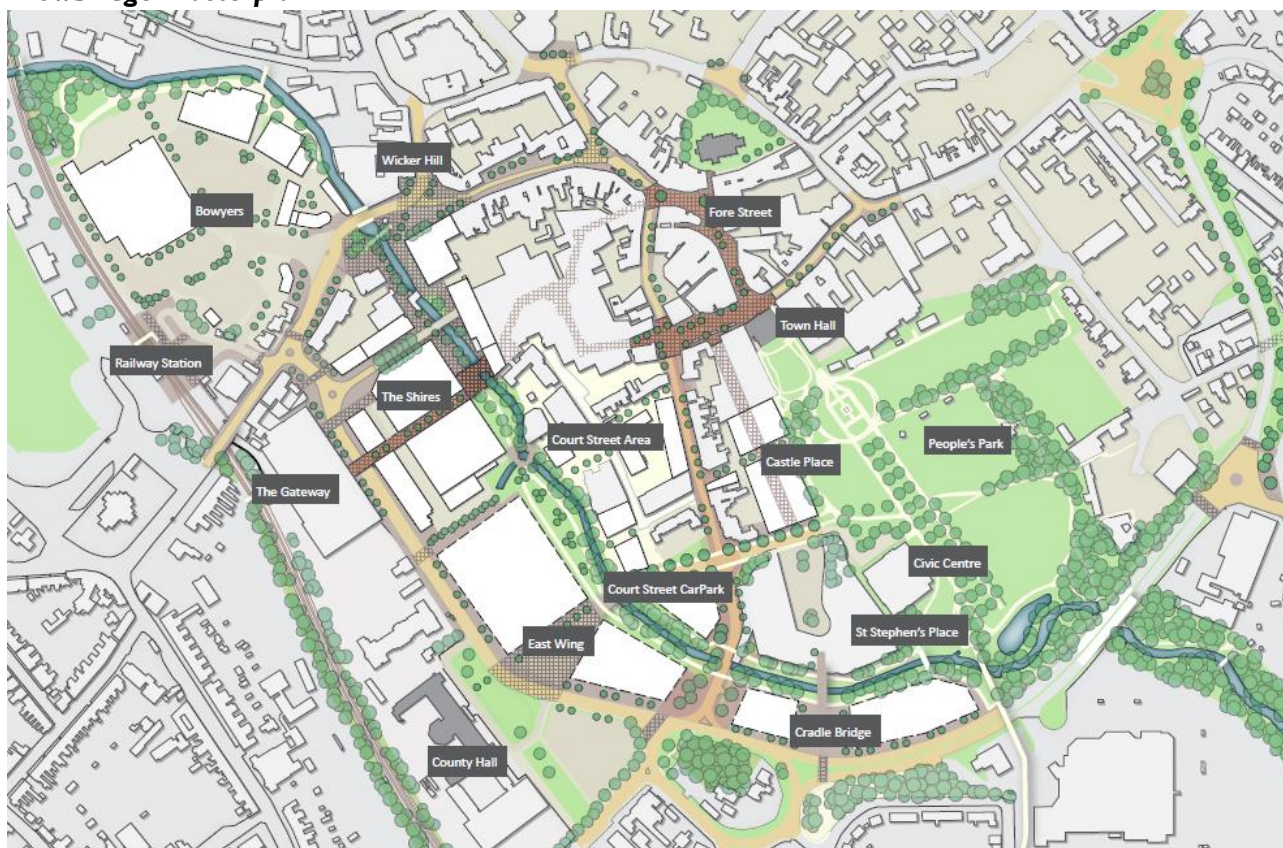 Wicker Hill
Bowyers
Fore Street
Town Hall
Railway Station
The Shires
Court Street Area
People's Park
Castle Place
The Gateway
Civic Centre
Court Street CarPark
St Stephen's Place
East Wing
Cradle Bridge
County Hall